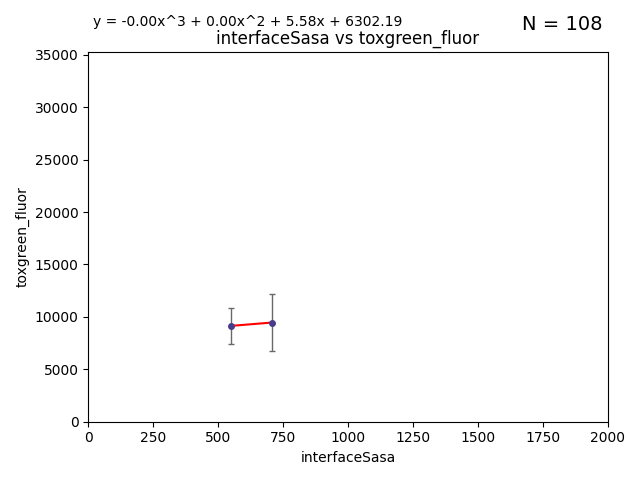 y = -0.00x^3 + 0.00x^2 + 5.58x + 6302.19
N = 108
interfaceSasa vs toxgreen_fluor
35000
30000
25000
20000
15000
10000
5000
0
toxgreen_fluor
0 250 500 750 1000 1250 1500 1750 2000
interfaceSasa